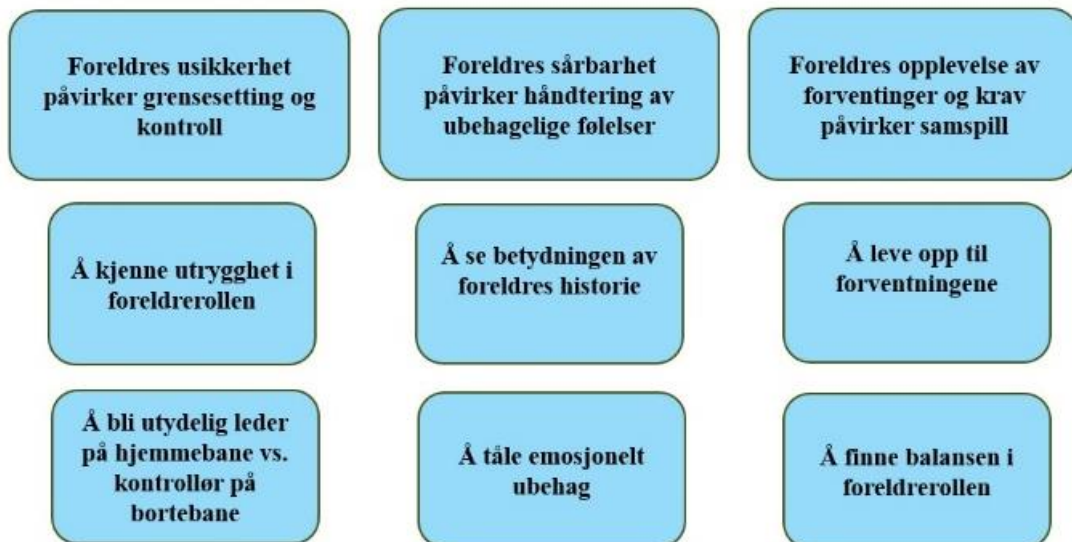 Foreldres usikkerhet
påvirker grensesetting og
kontroll
Foreldres sårbarhet
påvirker håndtering av
ubehagelige følelser
Foreldres opplevelse av
forventinger og krav
påvirker samspill
Å kjenne utrygghet i
foreldrerollen
Å se betydningen av
foreldres historie
Å leve opp til
forventningene
Å bli utydelig leder
på hjemmebane vs.
kontrollør på
bortebane
Å tåle emosjonelt
ubehag
Å finne balansen i
foreldrerollen